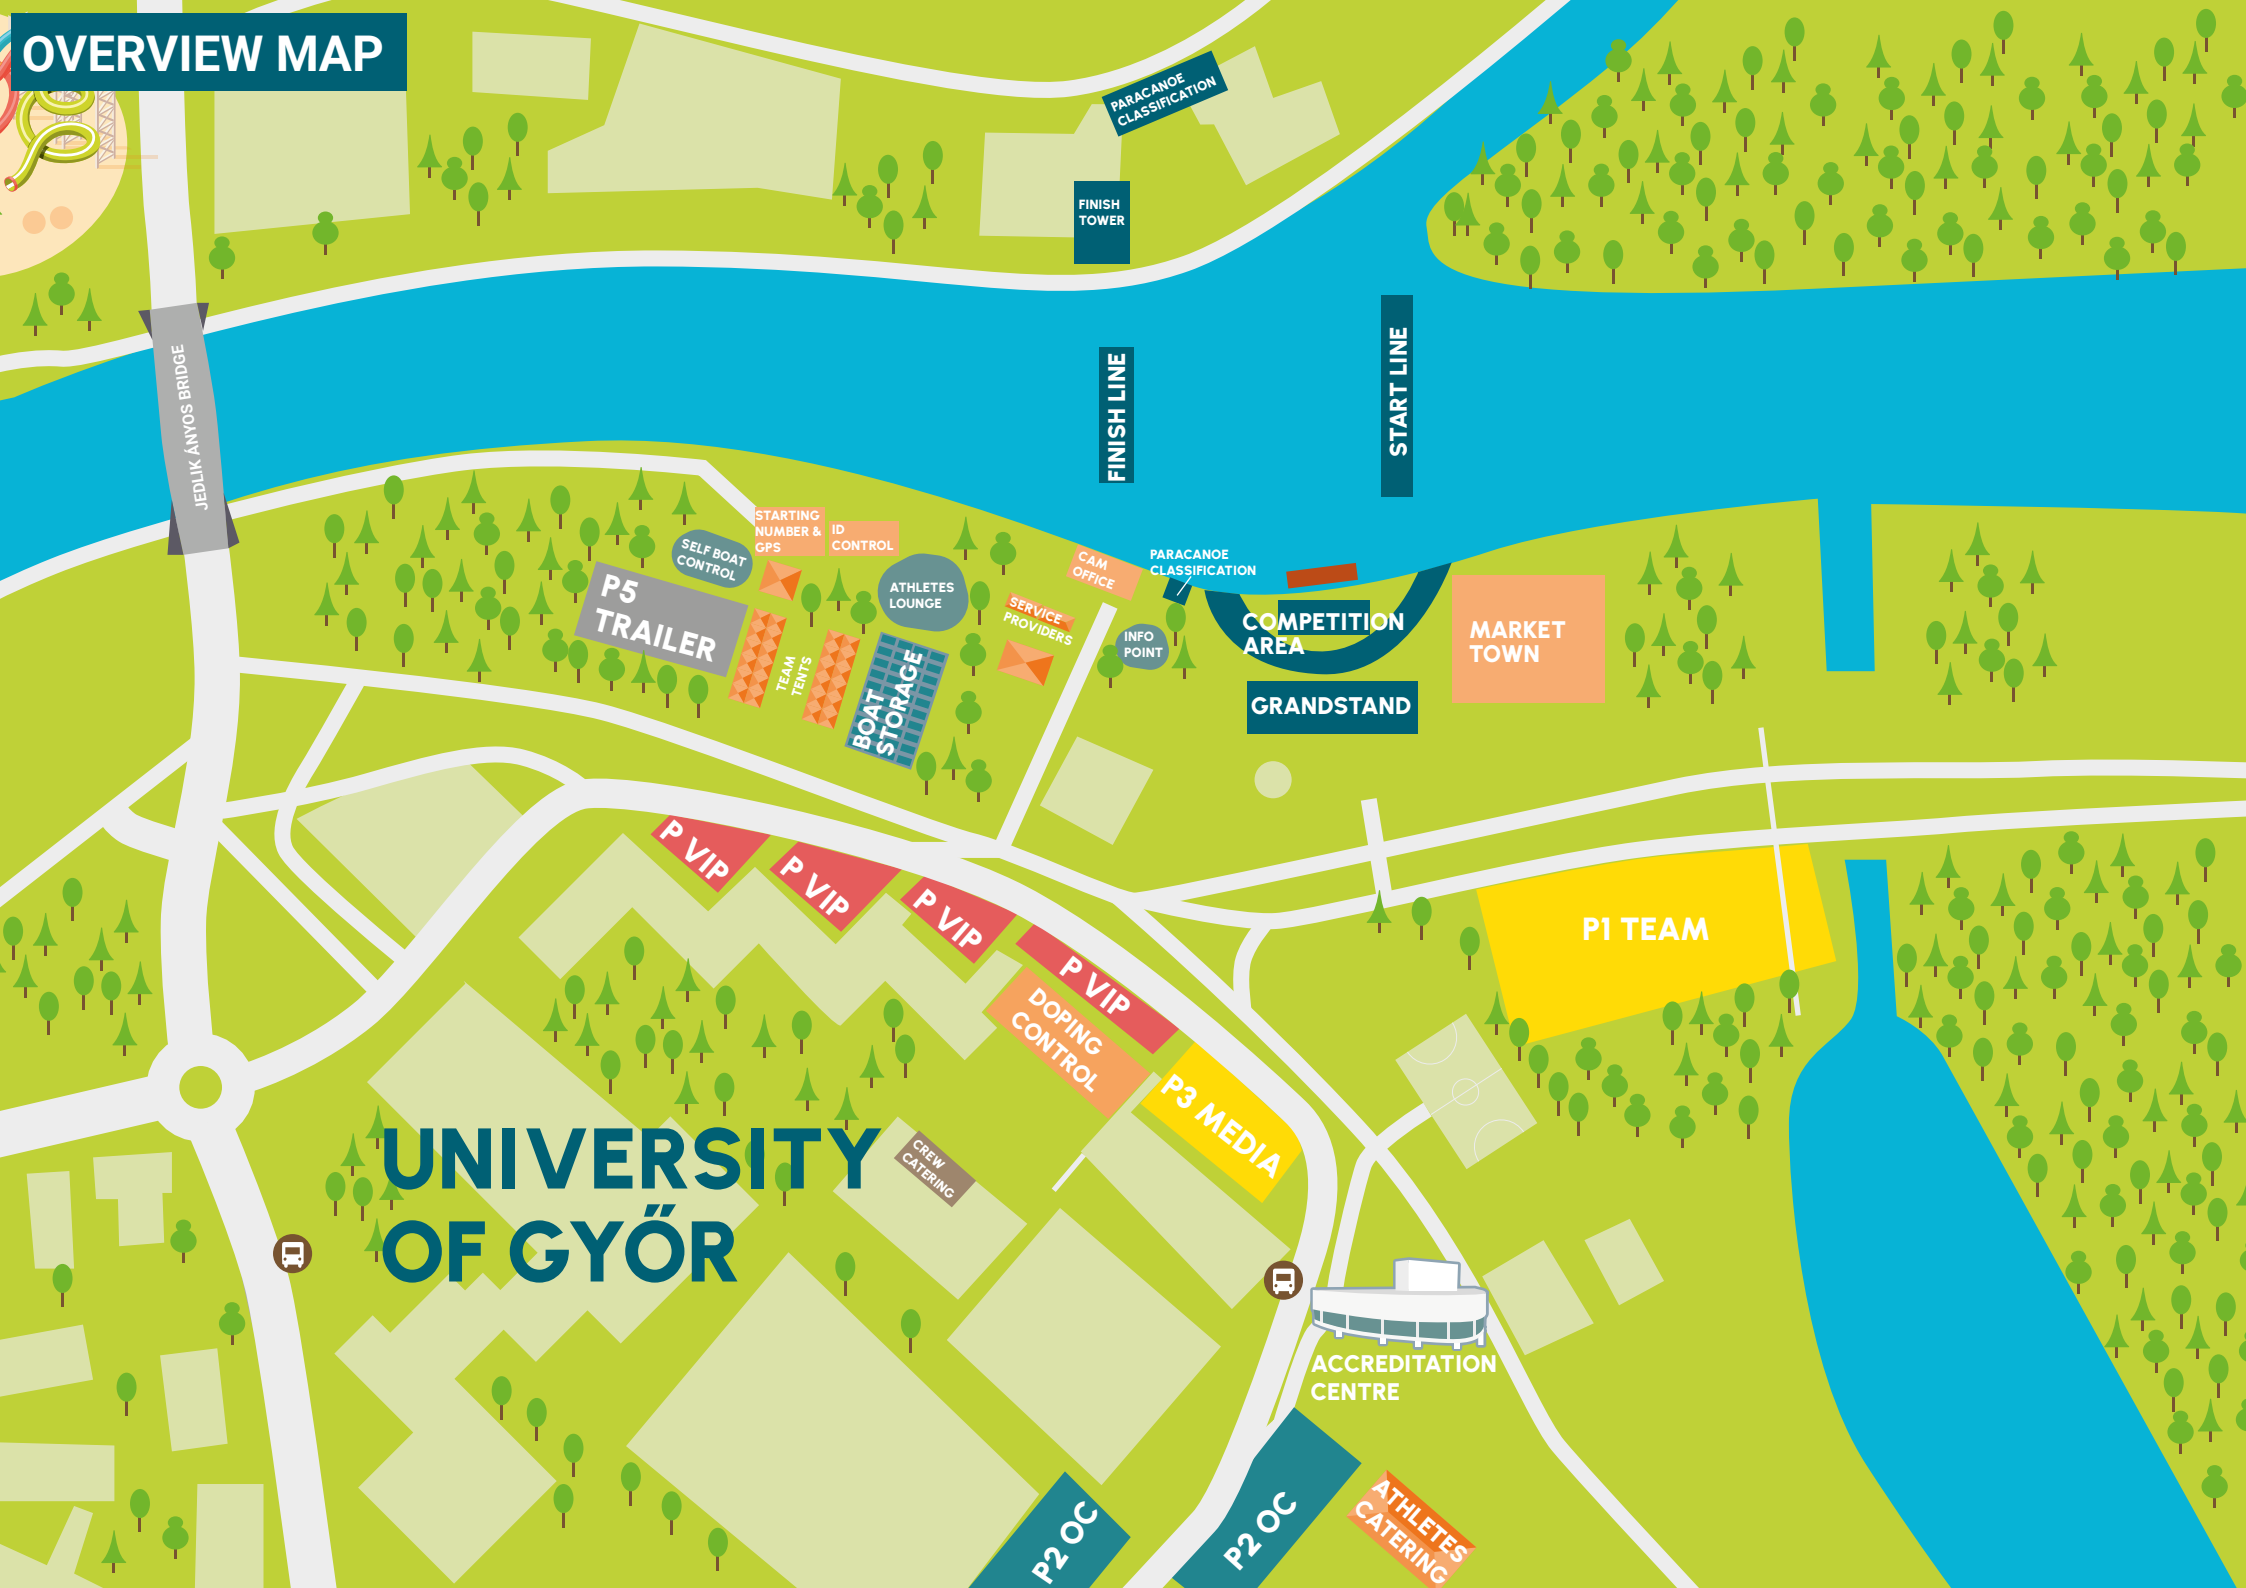 OVERVIEW MAP
PARACANOE
CLASSIFICATION
FINISH
TOWER
JEDLIK ÁNYOS BRIDGE
FINISH LINE
START LINE
STARTING
NUMBER &
GPS
ID
CONTROL
SELF BOAT
CONTROL
P5
TRAILER
ATHLETES
LOUNGE
TEAM
TENTS
BOAT
STORAGE
SERVICE
PROVIDERS
CAM
OFFICE
PARACANOE
CLASSIFICATION
INFO
POINT
COMPETITION
AREA
GRANDSTAND
MARKET
TOWN
P VIP
P VIP
P VIP
P VIP
DOPING
CONTROL
P3 MEDIA
P1 TEAM
CREW
CATERING
UNIVERSITY
OF GYŐR
ACCREDITATION
CENTRE
P2 OC
P2 OC
ATHLETES
CATERING